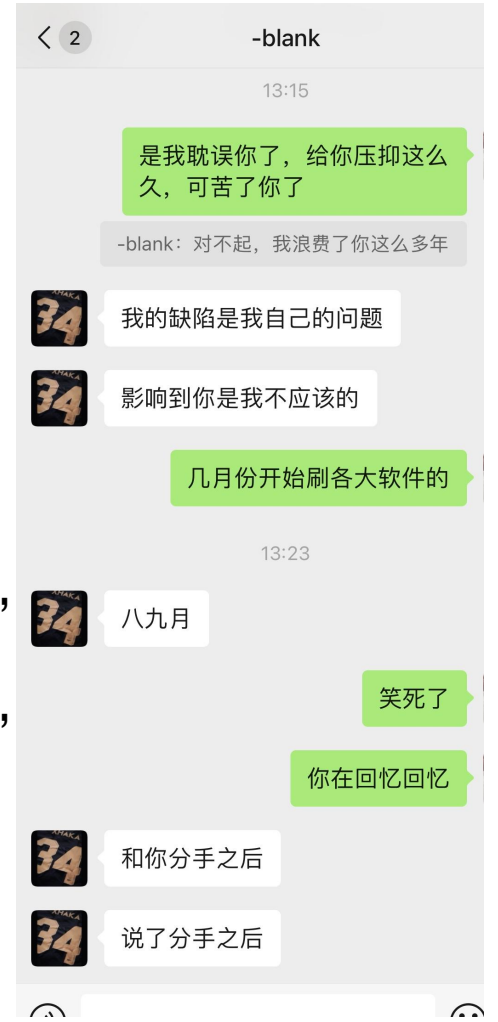 2
-blank
13:15
是我耽误你了，给你压抑这么
久，可苦了你了
-blank：对不起，我浪费了你这么多年
我的缺陷是我自己的问题
影响到你是我不应该的
几月份开始刷各大软件的
13:23
，
八九月
，
笑死了
你在回忆回忆
和你分手之后
说了分手之后